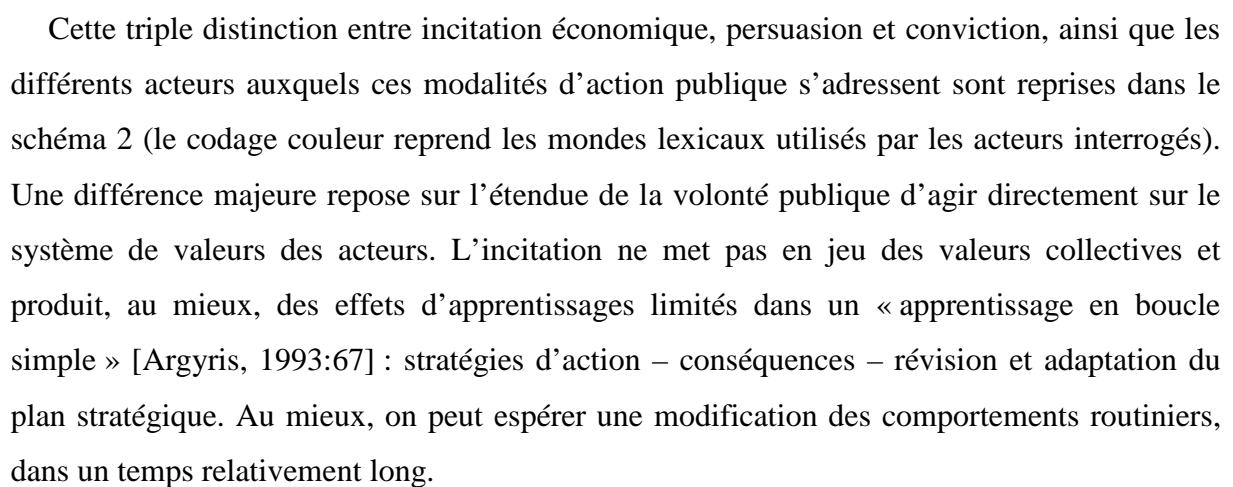 Cette triple distinction entre incitation économique, persuasion et conviction, ainsi que les
différents acteurs auxquels ces modalités d’action publique s’adressent sont reprises dans le
schéma 2 (le codage couleur reprend les mondes lexicaux utilisés par les acteurs interrogés).
Une différence majeure repose sur l’étendue de la volonté publique d’agir directement sur le
système de valeurs des acteurs. L’incitation ne met pas en jeu des valeurs collectives et
produit, au mieux, des effets d’apprentissages limités dans un « apprentissage en boucle
simple » [Argyris, 1993:67] : stratégies d’action – conséquences – révision et adaptation du
plan stratégique. Au mieux, on peut espérer une modification des comportements routiniers,
dans un temps relativement long.